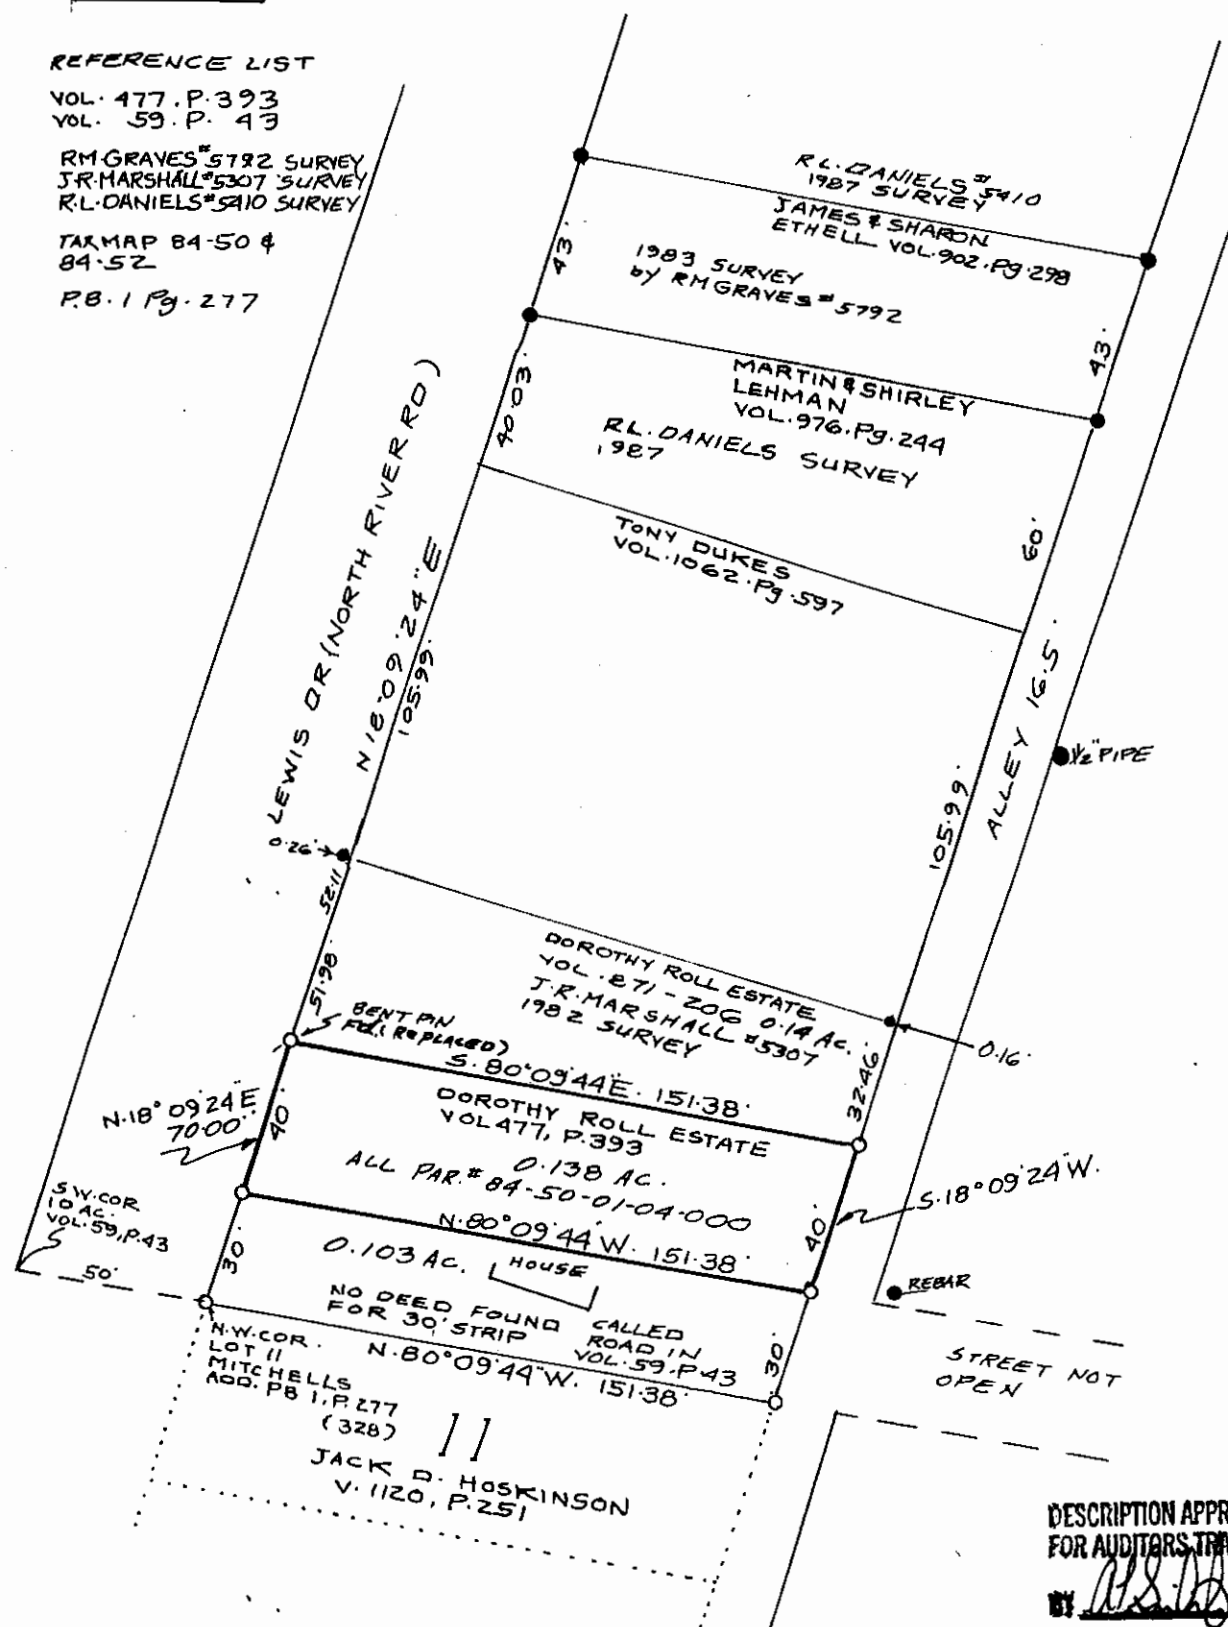 REFERENCE LIST
VOL. 477. P. 393
VOL. 59. P. 43
RM.GRAVES #5792 SURVEY
J.R.MARSHALL #5307 SURVEY
R.L.DANIELS #5410 SURVEY
TAXMAP 84-50 &
84-52
P.B. 1 Pg. 277
R L. DANIELS #5410
1987 SURVEY
JAMES & SHARON
ETHELL VOL. 902. Pg. 298
1983 SURVEY
by RM GRAVES #5792
43'
43'
MARTIN & SHIRLEY
LEHMAN
VOL. 976. Pg. 244
R L. DANIELS SURVEY
1987
40.03'
60'
TONY DUKES
VOL. 1062. Pg. 597
LEWIS DR (NORTH RIVER RD)
N 18°09'24" E
105.99'
105.99'
ALLEY 16.5'
1/2" PIPE
0.26'
52.11
51.98'
DOROTHY ROLL ESTATE
VOL. 871 - 206 0.14 Ac.
J.R. MARSHALL #5307
1982 SURVEY
0.16'
32.46
BENT PIN
FD. (REPLACED)
S. 80°09'44" E. 151.38'
N. 18° 09'24" E
70.00'
40'
DOROTHY ROLL ESTATE
VOL 477, P. 393
0.138 AC.
ALL PAR. # 84-50-01-04-000
N. 80°09'44" W. 151.38'
40'
S. 18°09'24" W.
S.W. COR
10 AC.
VOL. 59, P. 43
50'
30'
0.103 AC.
HOUSE
NO DEED FOUND
FOR 30' STRIP
CALLED
ROAD IN
VOL. 59. P. 43
30'
REBAR
STREET NOT
OPEN
N.W. COR.
LOT 11
MITCHELLS
ADD. PB 1, P. 277
(328)
N. 80°09'44" W. 151.38'
11
JACK D. HOSKINSON
V. 1120, P. 251
DESCRIPTION APPR
FOR AUDITORS TR
BY